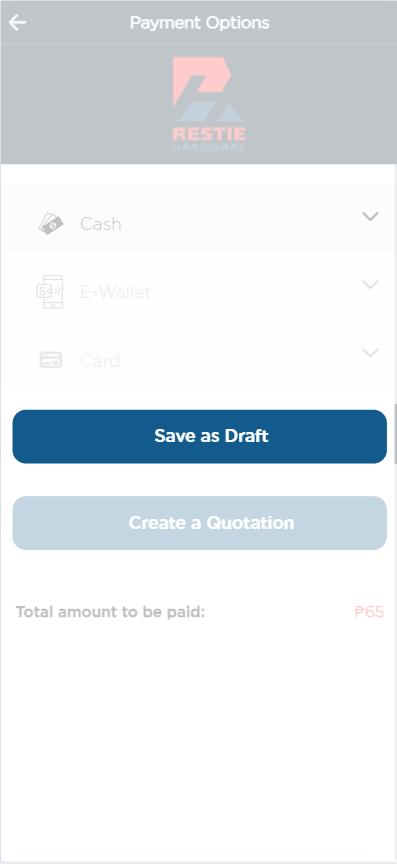 Payment Options
RESTIE
HARDWARE
Cash
$
E-Wallet
$
Card
Save as Draft
Create a Quotation
Total amount to be paid: ₱65